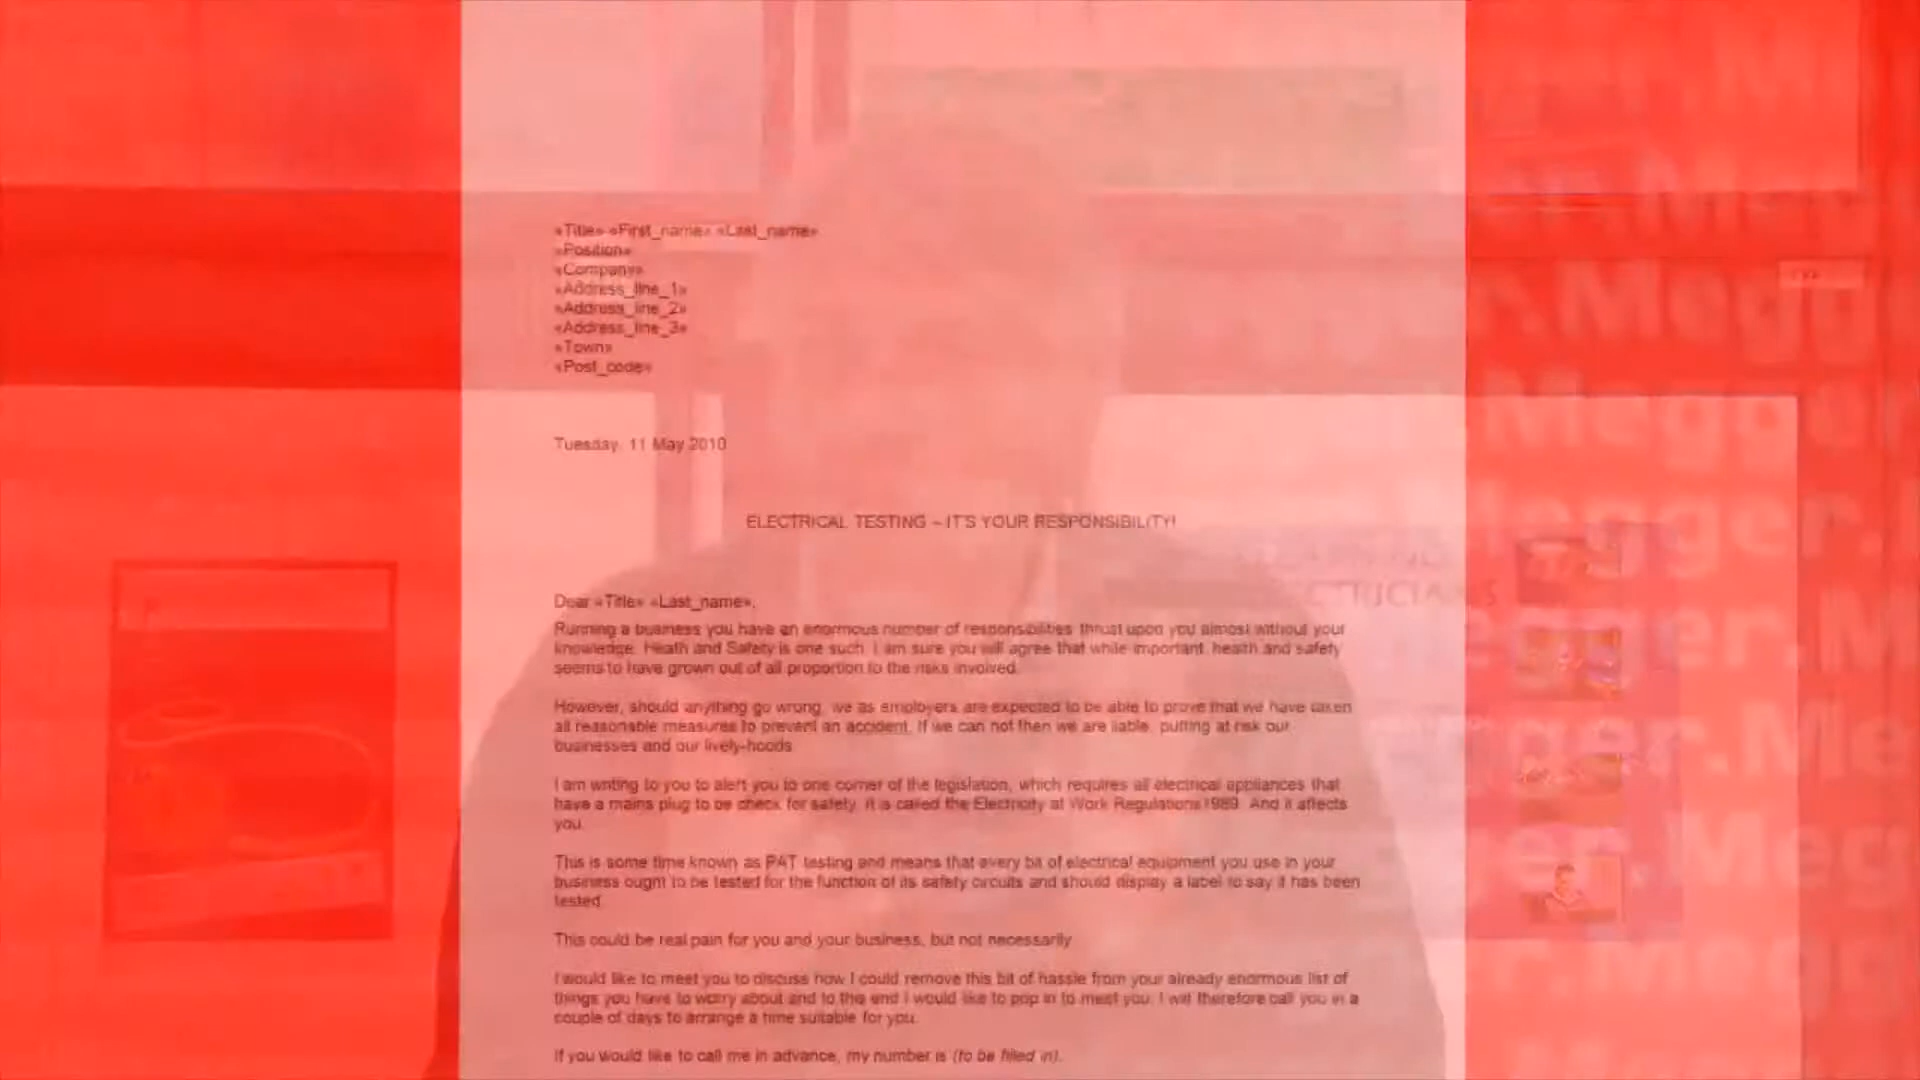 «Title» «First_name» «Last_name»
«Position»
«Company»
«Address_line_1»
«Address_line_2»
«Address_line_3»
«Town»
«Post_code»
Tuesday, 11 May 2010
ELECTRICAL TESTING – IT'S YOUR RESPONSIBILITY!
Dear «Title» «Last_name»,
Running a business you have an enormous number of responsibilities thrust upon you almost without your
knowledge. Heath and Safety is one such. I am sure you will agree that while important, health and safety
seems to have grown out of all proportion to the risks involved.
However, should anything go wrong, we as employers are expected to be able to prove that we have taken
all reasonable measures to prevent an accident. If we can not then we are liable, putting at risk our
businesses and our lively-hoods.
I am writing to you to alert you to one corner of the legislation, which requires all electrical appliances that
have a mains plug to be check for safety. It is called the Electricity at Work Regulations 1989. And it affects
you.
This is some time known as PAT testing and means that every bit of electrical equipment you use in your
business ought to be tested for the function of its safety circuits and should display a label to say it has been
tested.
This could be real pain for you and your business, but not necessarily.
I would like to meet you to discuss how I could remove this bit of hassle from your already enormous list of
things you have to worry about and to this end I would like to pop in to meet you. I will therefore call you in a
couple of days to arrange a time suitable for you.
If you would like to call me in advance, my number is (to be filled in).
r.M
er.Meg
r.Megge
.Megger
Megger.
egger.M
gger.Me
ger.Meg
r.Megg